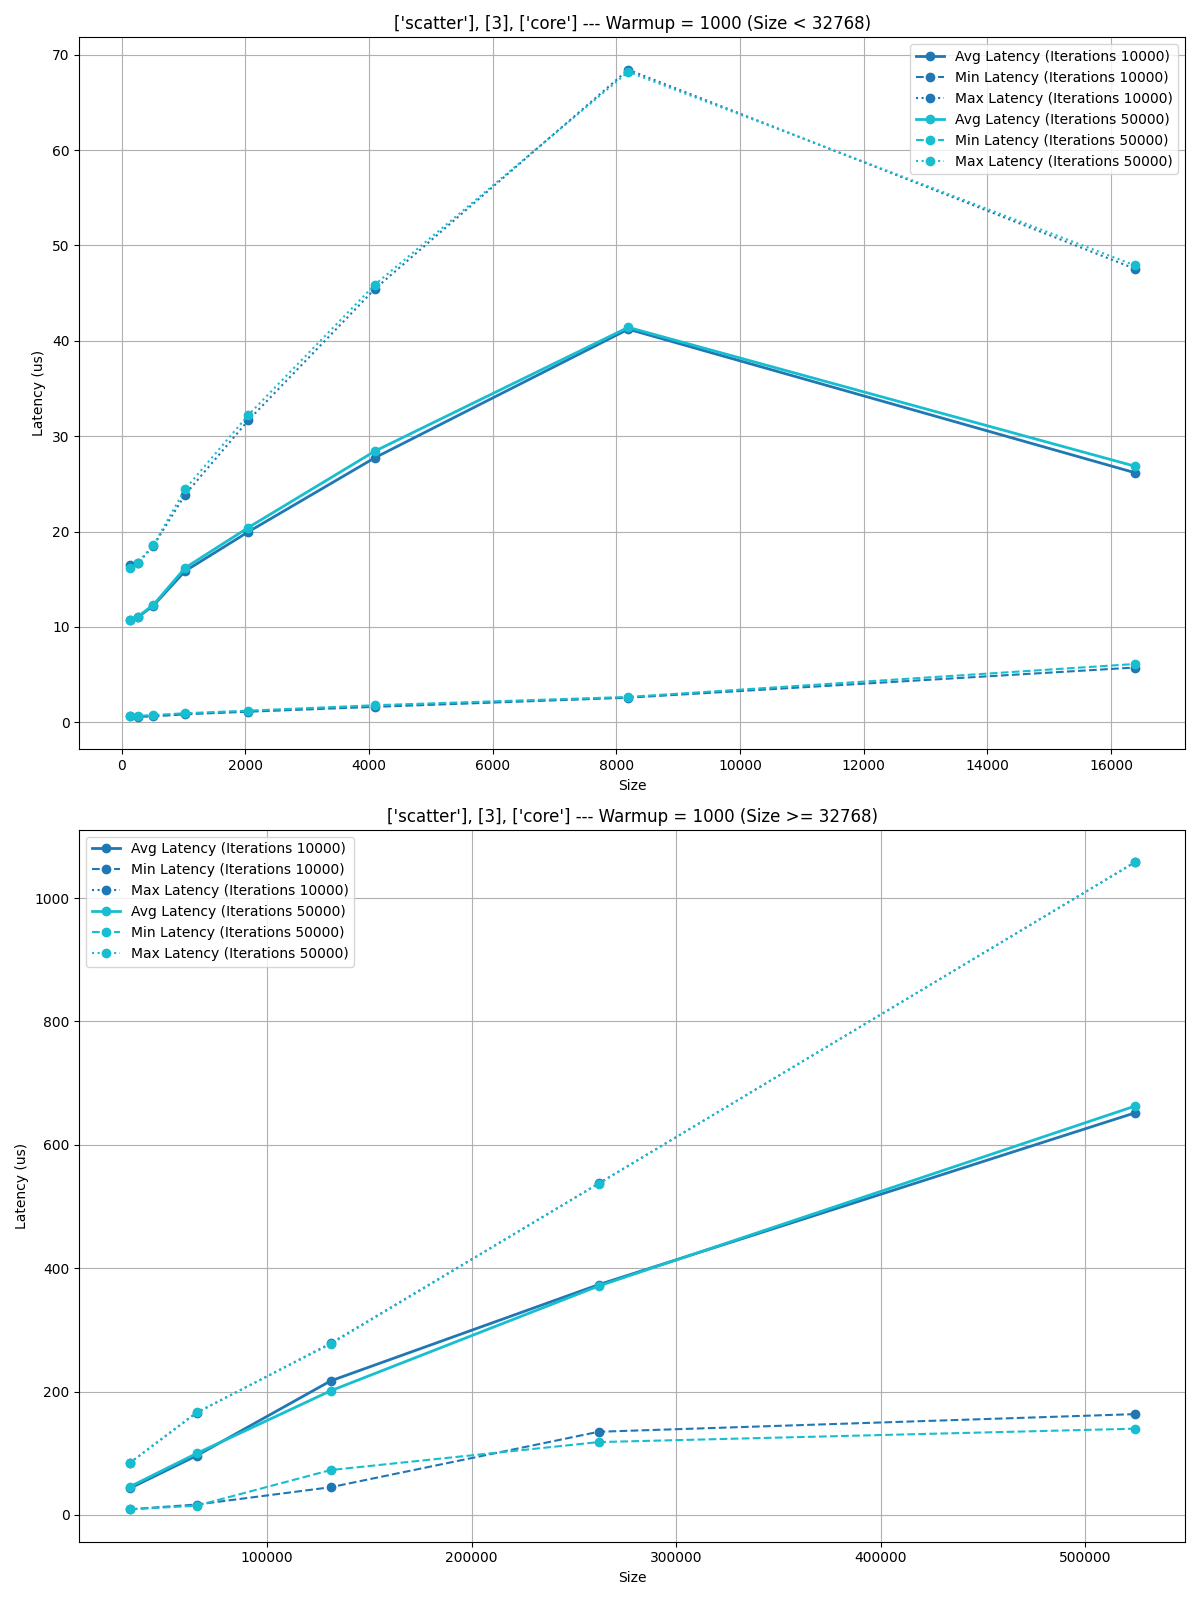 ['scatter'], [3], ['core'] --- Warmup = 1000 (Size < 32768)
70
60
50
40
30
20
10
0
Latency (us)
Avg Latency (Iterations 10000)
Min Latency (Iterations 10000)
Max Latency (Iterations 10000)
Avg Latency (Iterations 50000)
Min Latency (Iterations 50000)
Max Latency (Iterations 50000)
0 2000 4000 6000 8000 10000 12000 14000 16000
Size
['scatter'], [3], ['core'] --- Warmup = 1000 (Size >= 32768)
Avg Latency (Iterations 10000)
Min Latency (Iterations 10000)
Max Latency (Iterations 10000)
Avg Latency (Iterations 50000)
Min Latency (Iterations 50000)
Max Latency (Iterations 50000)
1000
800
600
400
200
0
Latency (us)
100000 200000 300000 400000 500000
Size